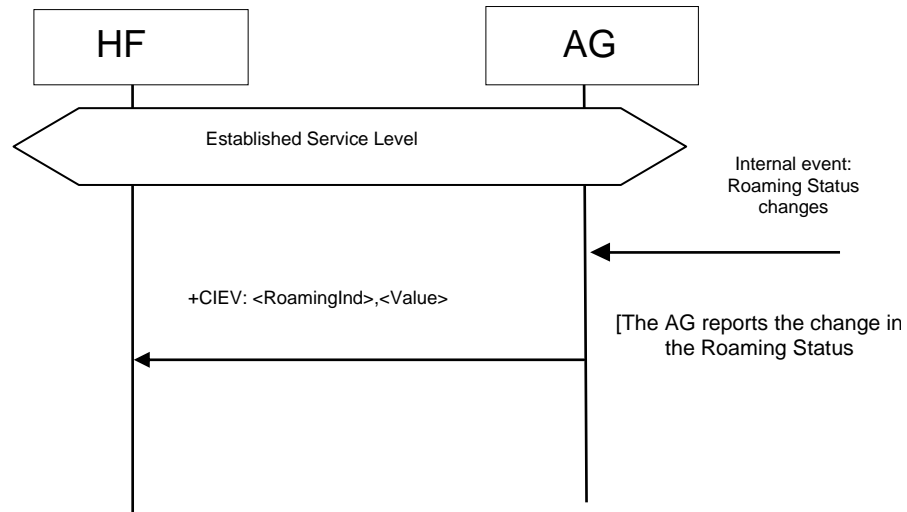 HF
AG
Established Service Level
Internal event:
Roaming Status
changes
+CIEV: <RoamingInd>,<Value>
[The AG reports the change in
the Roaming Status